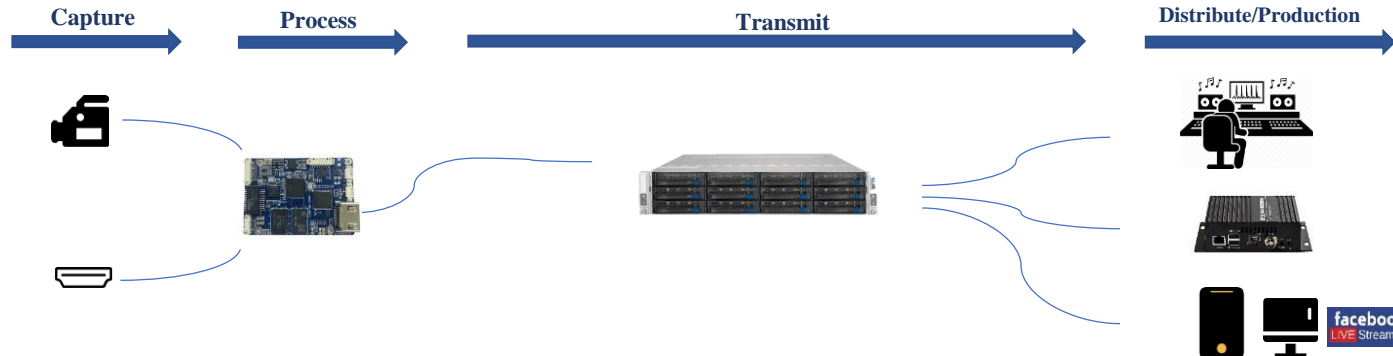 Capture
Process
Transmit
Distribute/Production
faceboo
LIVE Stream